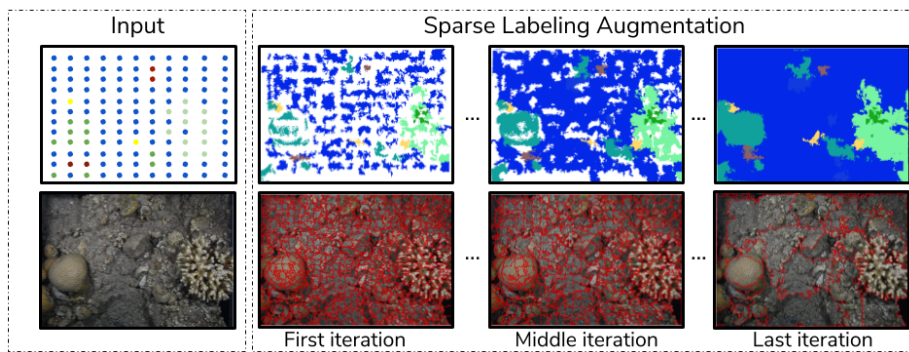 Input
Sparse Labeling Augmentation
...
...
...
...
First iteration
Middle iteration
Last iteration